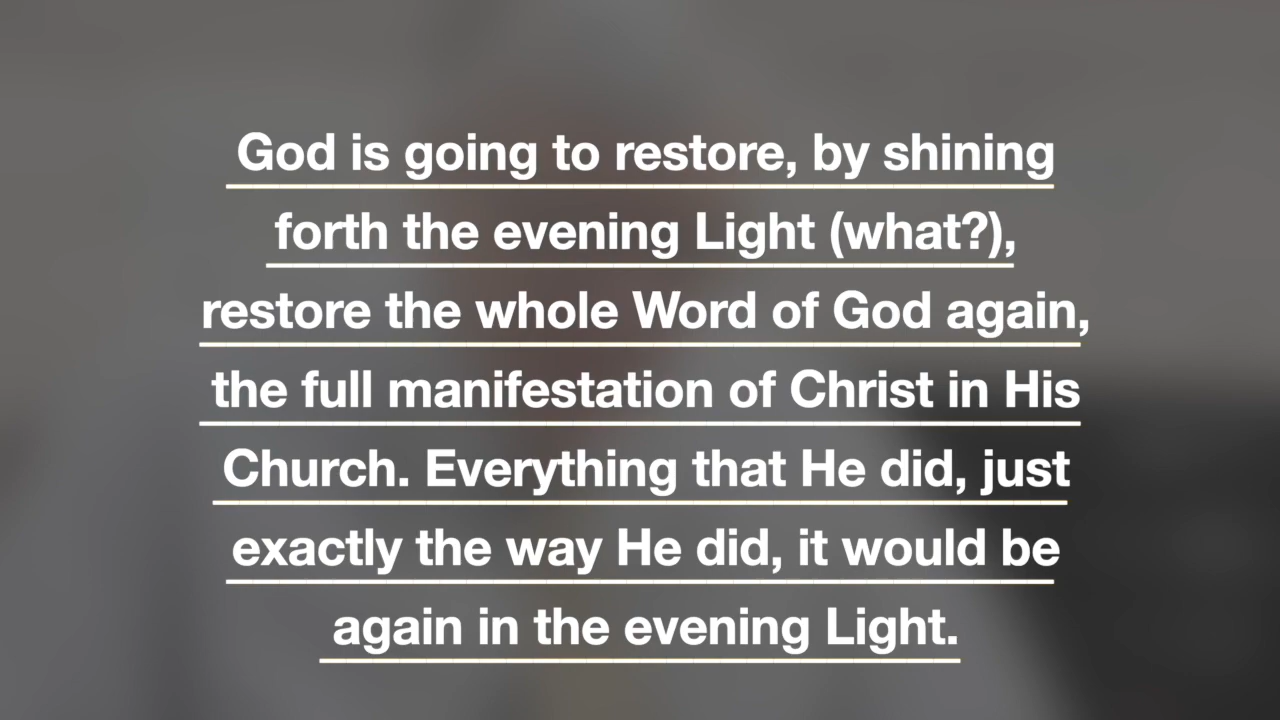 God is going to restore, by shining
forth the evening Light (what?),
restore the whole Word of God again,
the full manifestation of Christ in His
Church. Everything that He did, just
exactly the way He did, it would be
again in the evening Light.